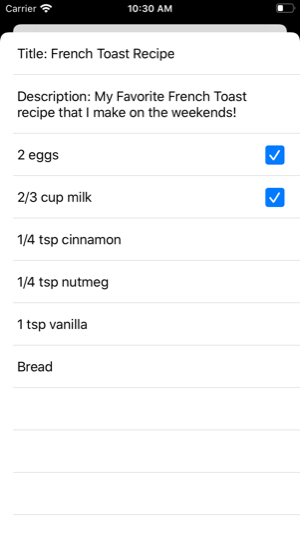 Carrier 10:30 AM
Title: French Toast Recipe
Description: My Favorite French Toast
recipe that I make on the weekends!
2 eggs
2/3 cup milk
1/4 tsp cinnamon
1/4 tsp nutmeg
1 tsp vanilla
Bread